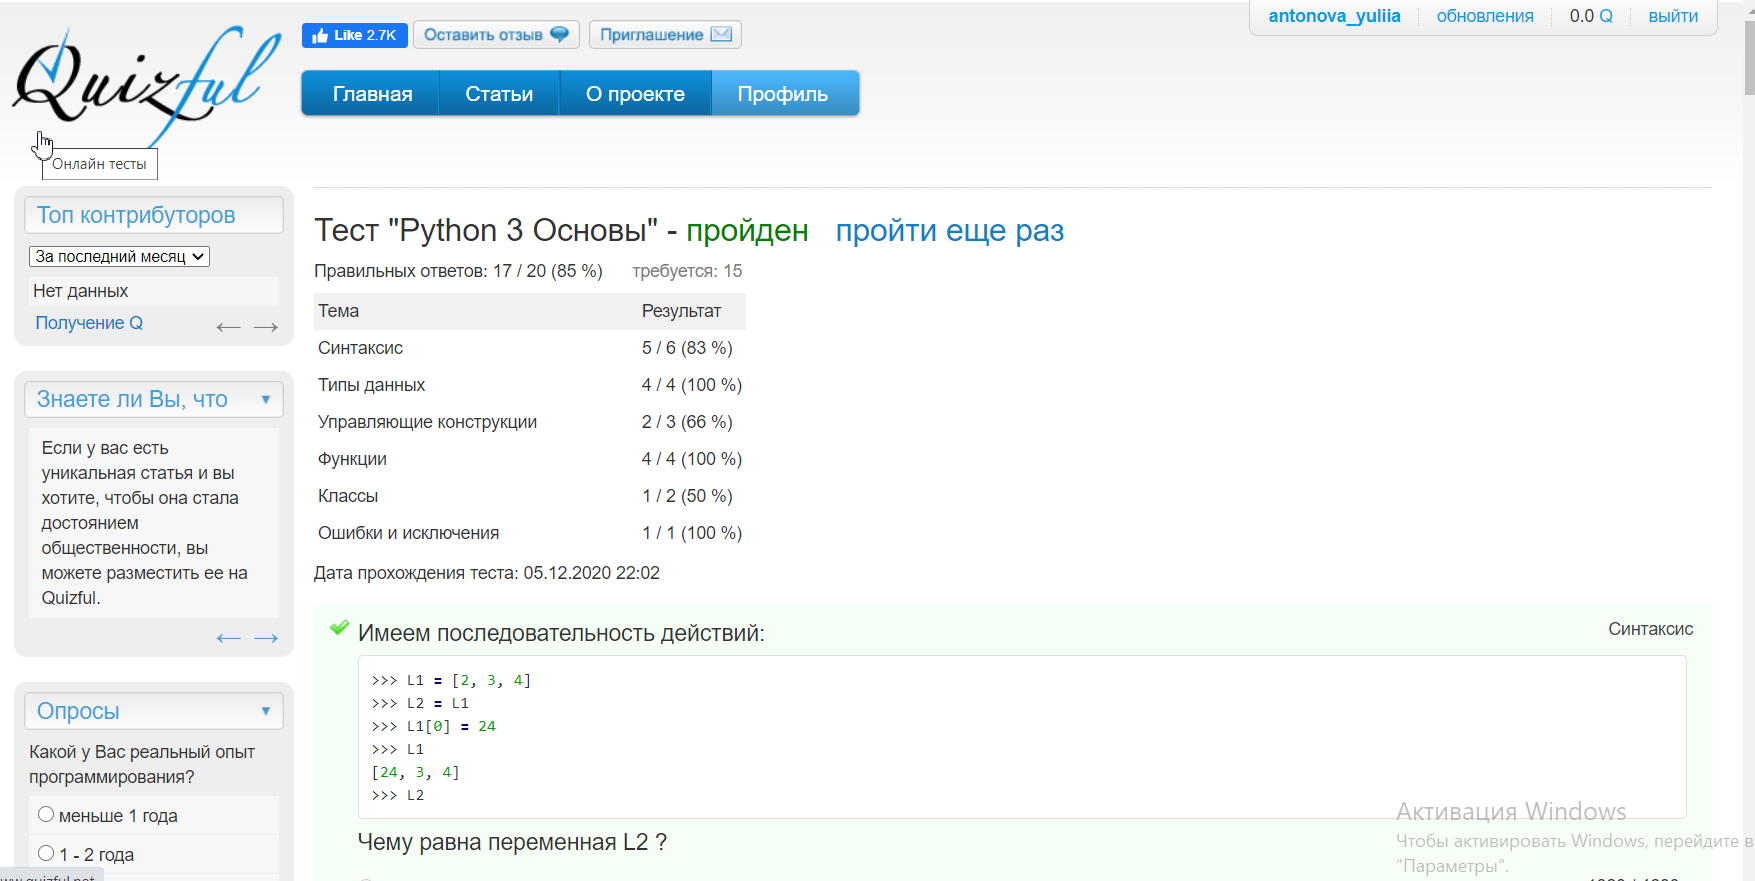 antonova_yuliia обновления 0.0 Q выйти
Quizful
Like 2.7K Оставить отзыв Приглашение
Главная Статьи О проекте Профиль
Онлайн тесты
Топ контрибуторов
За последний месяц
Нет данных
Получение Q ← →
Знаете ли Вы, что
Если у вас есть
уникальная статья и вы
хотите, чтобы она стала
достоянием
общественности, вы
можете разместить ее на
Quizful.
← →
Опросы
Какой у Вас реальный опыт
программирования?
меньше 1 года
1 - 2 года
Тест "Python 3 Основы" - пройден пройти еще раз
Правильных ответов: 17 / 20 (85 %) требуется: 15
Тема Результат
Синтаксис 5 / 6 (83 %)
Типы данных 4 / 4 (100 %)
Управляющие конструкции 2 / 3 (66 %)
Функции 4 / 4 (100 %)
Классы 1 / 2 (50 %)
Ошибки и исключения 1 / 1 (100 %)
Дата прохождения теста: 05.12.2020 22:02
Имеем последовательность действий: Синтаксис
>>> L1 = [2, 3, 4]
>>> L2 = L1
>>> L1[0] = 24
>>> L1
[24, 3, 4]
>>> L2
Чему равна переменная L2 ?
Активация Windows
Чтобы активировать Windows, перейдите в
"Параметры".